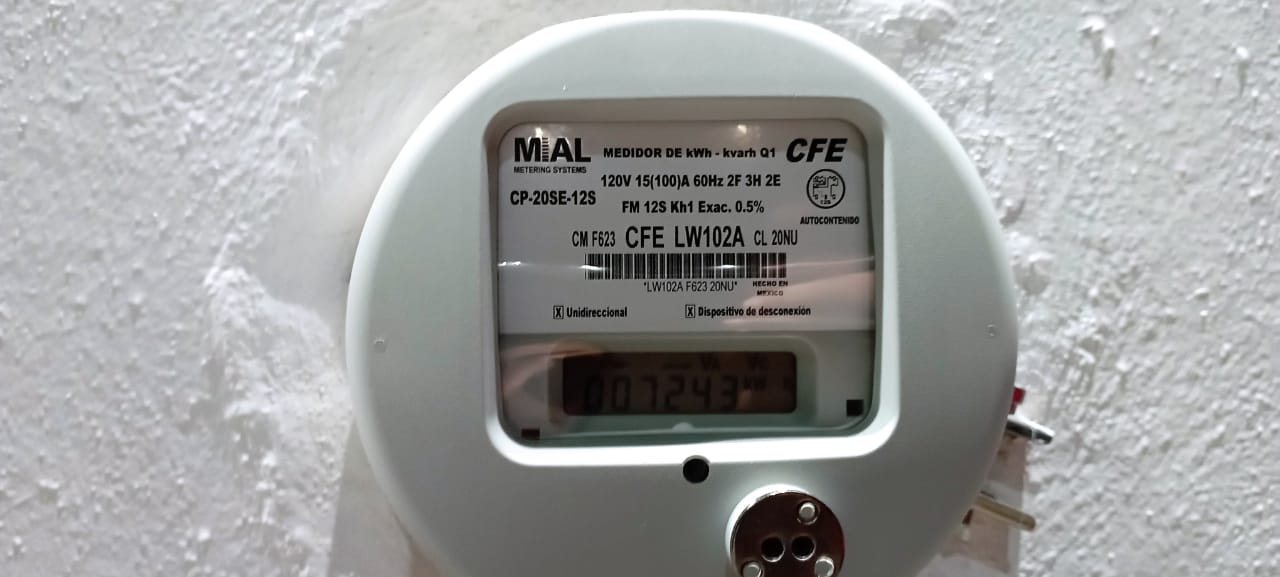 MIAL
METERING SYSTEMS
MEDIDOR DE kWh - kvarh Q1
CFE
120V 15(100)A 60Hz 2F 3H 2E
CP-20SE-12S
FM 12S Kh1 Exac. 0.5%
12S
AUTOCONTENIDO
CM F623 CFE LW102A CL 20NU
*LW102A F623 20NU*
HECHO EN
MEXICO
X Unidireccional
X Dispositivo de desconexión
007243 kW h